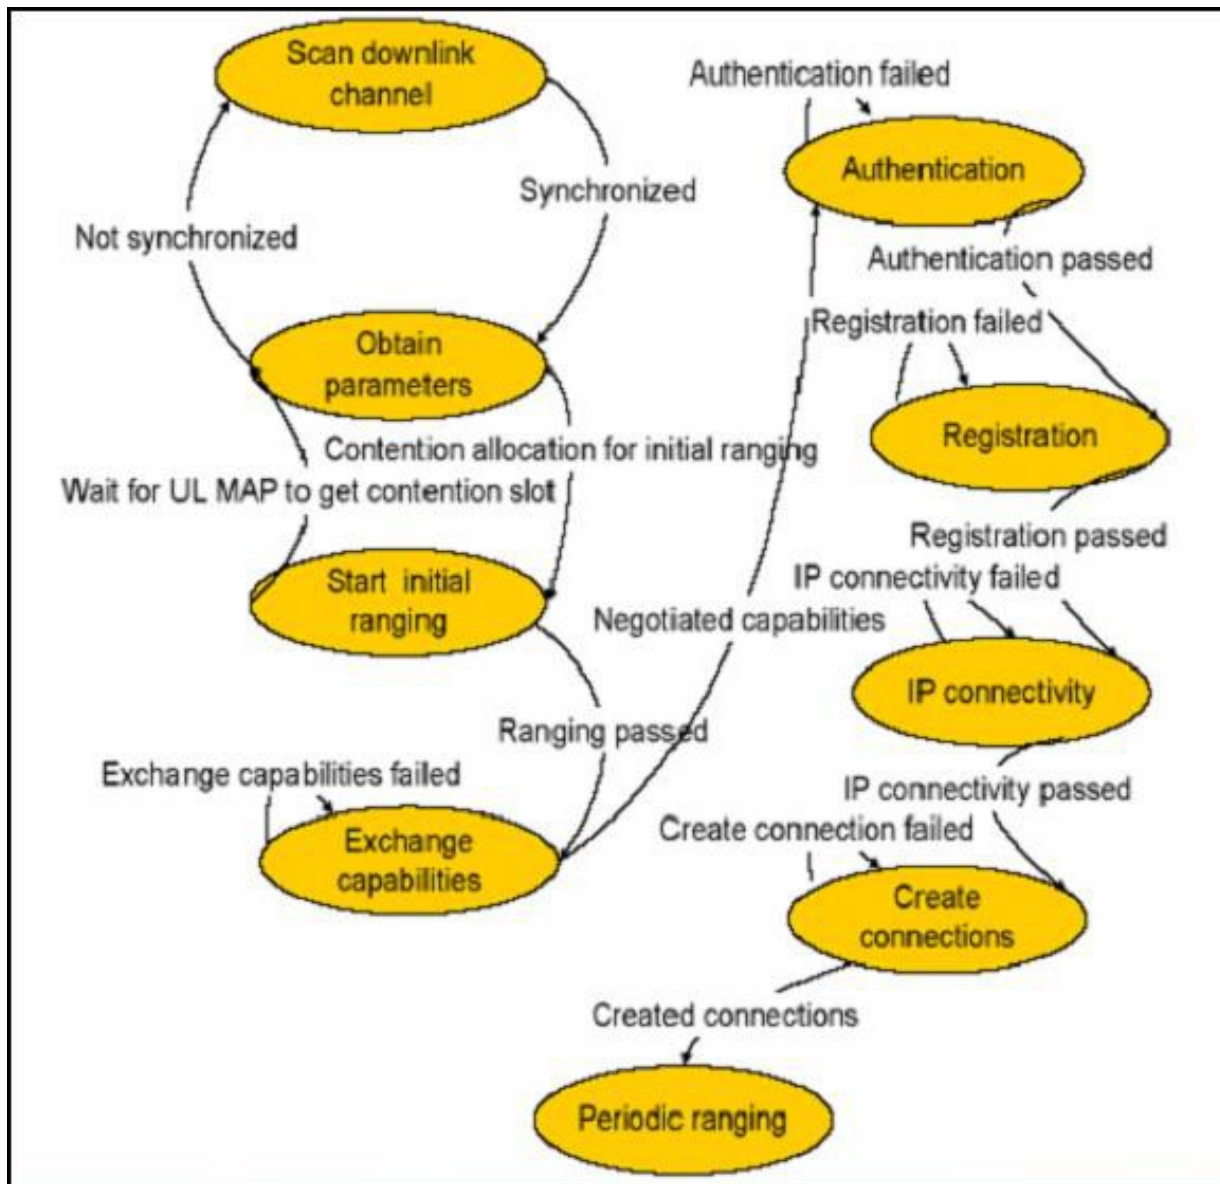 Scan downlink
channel
Synchronized
Not synchronized
Obtain
parameters
Contention allocation for initial ranging
Wait for UL MAP to get contention slot
Start initial
ranging
Ranging passed
Exchange capabilities failed
Exchange
capabilities
Negotiated capabilities
Authentication failed
Authentication
Authentication passed
Registration failed
Registration
Registration passed
IP connectivity failed
IP connectivity
IP connectivity passed
Create connection failed
Create
connections
Created connections
Periodic ranging